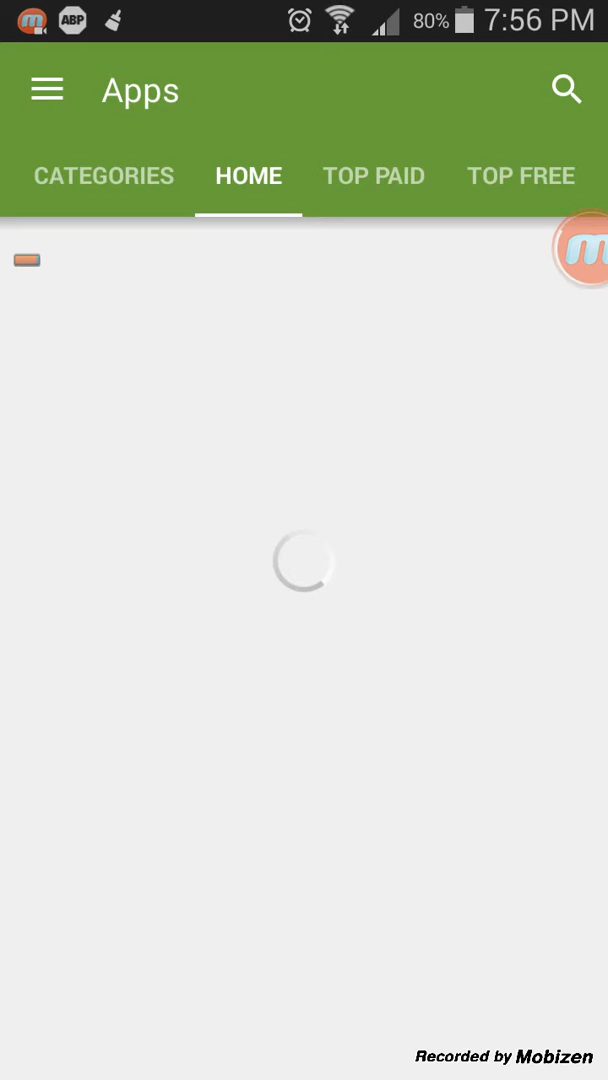 m ABP 80% 7:56 PM
Apps
CATEGORIES HOME TOP PAID TOP FREE
m
Recorded by Mobizen